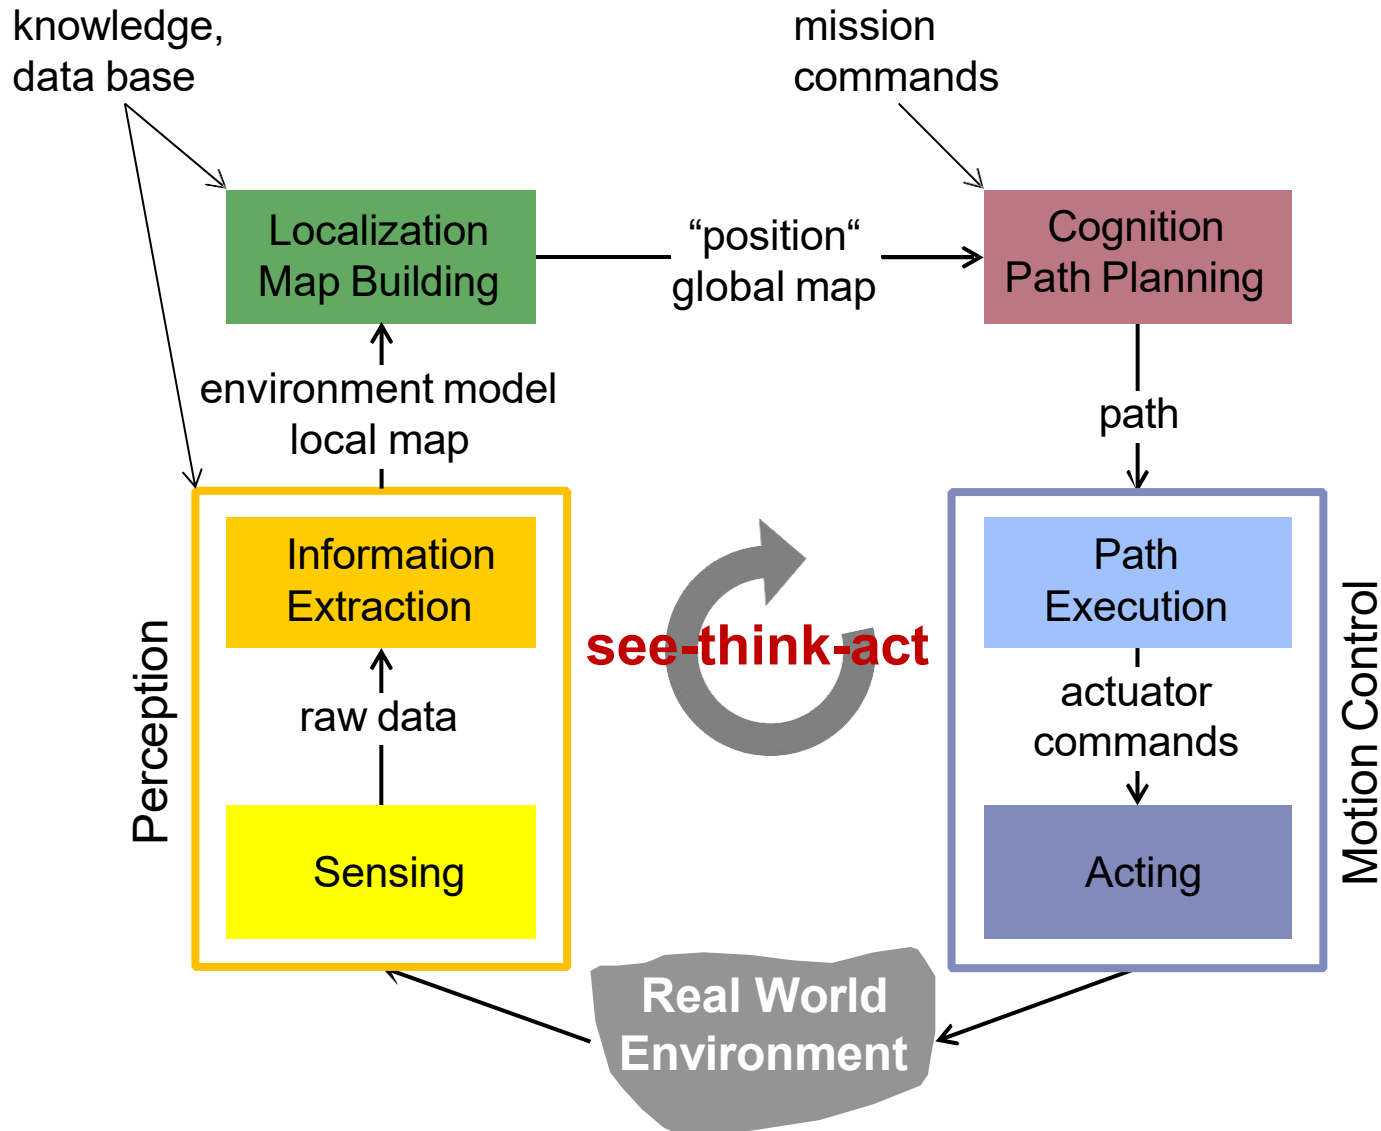 knowledge,
data base
mission
commands
Localization
Map Building
“position“
global map
Cognition
Path Planning
environment model
local map
path
Perception
Information
Extraction
raw data
Sensing
see-think-act
Path
Execution
actuator
commands
Acting
Motion Control
Real World
Environment